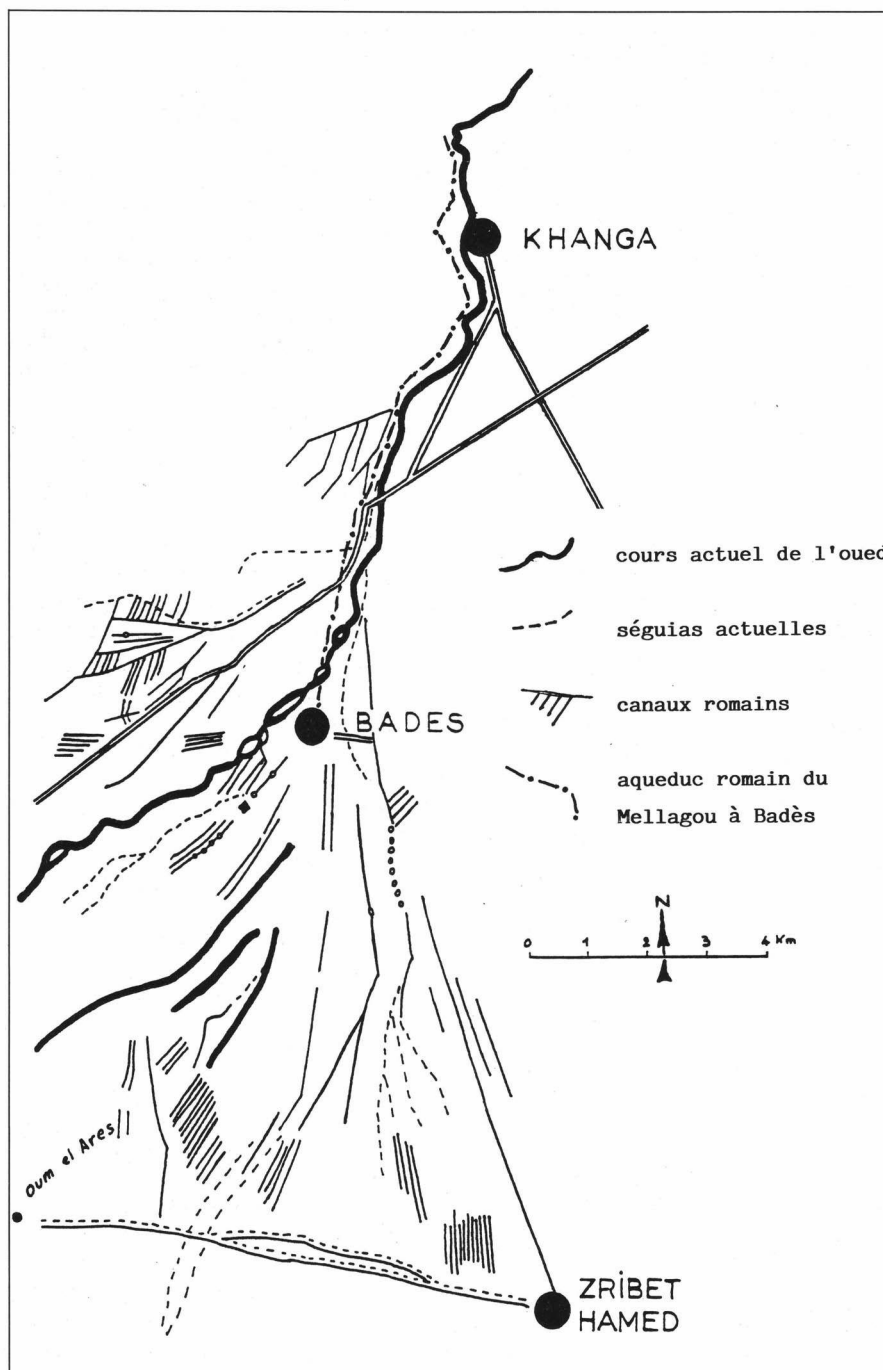 KHANGA
cours actuel de l'oued
séguias actuelles
canaux romains
BADES
aqueduc romain du
Mellagou à Badès
N
0 1 2 3 4 Km
Oum el Ares
ZRIBET
HAMED